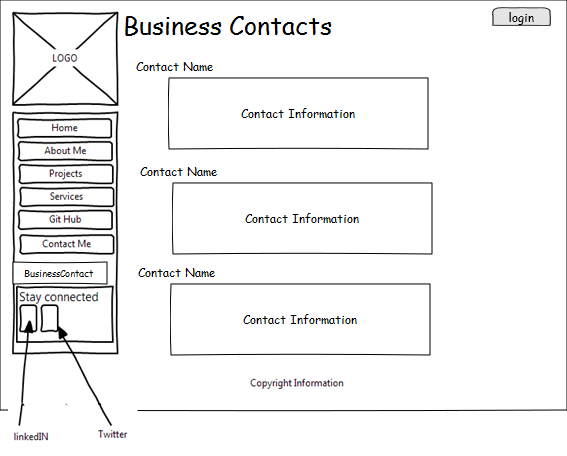 Business Contacts
login
LOGO
Contact Name
Contact Information
Home
About Me
Projects
Services
Git Hub
Contact Me
BusinessContact
Stay connected
Contact Name
Contact Information
Contact Name
Contact Information
Copyright Information
linkedIN
Twitter